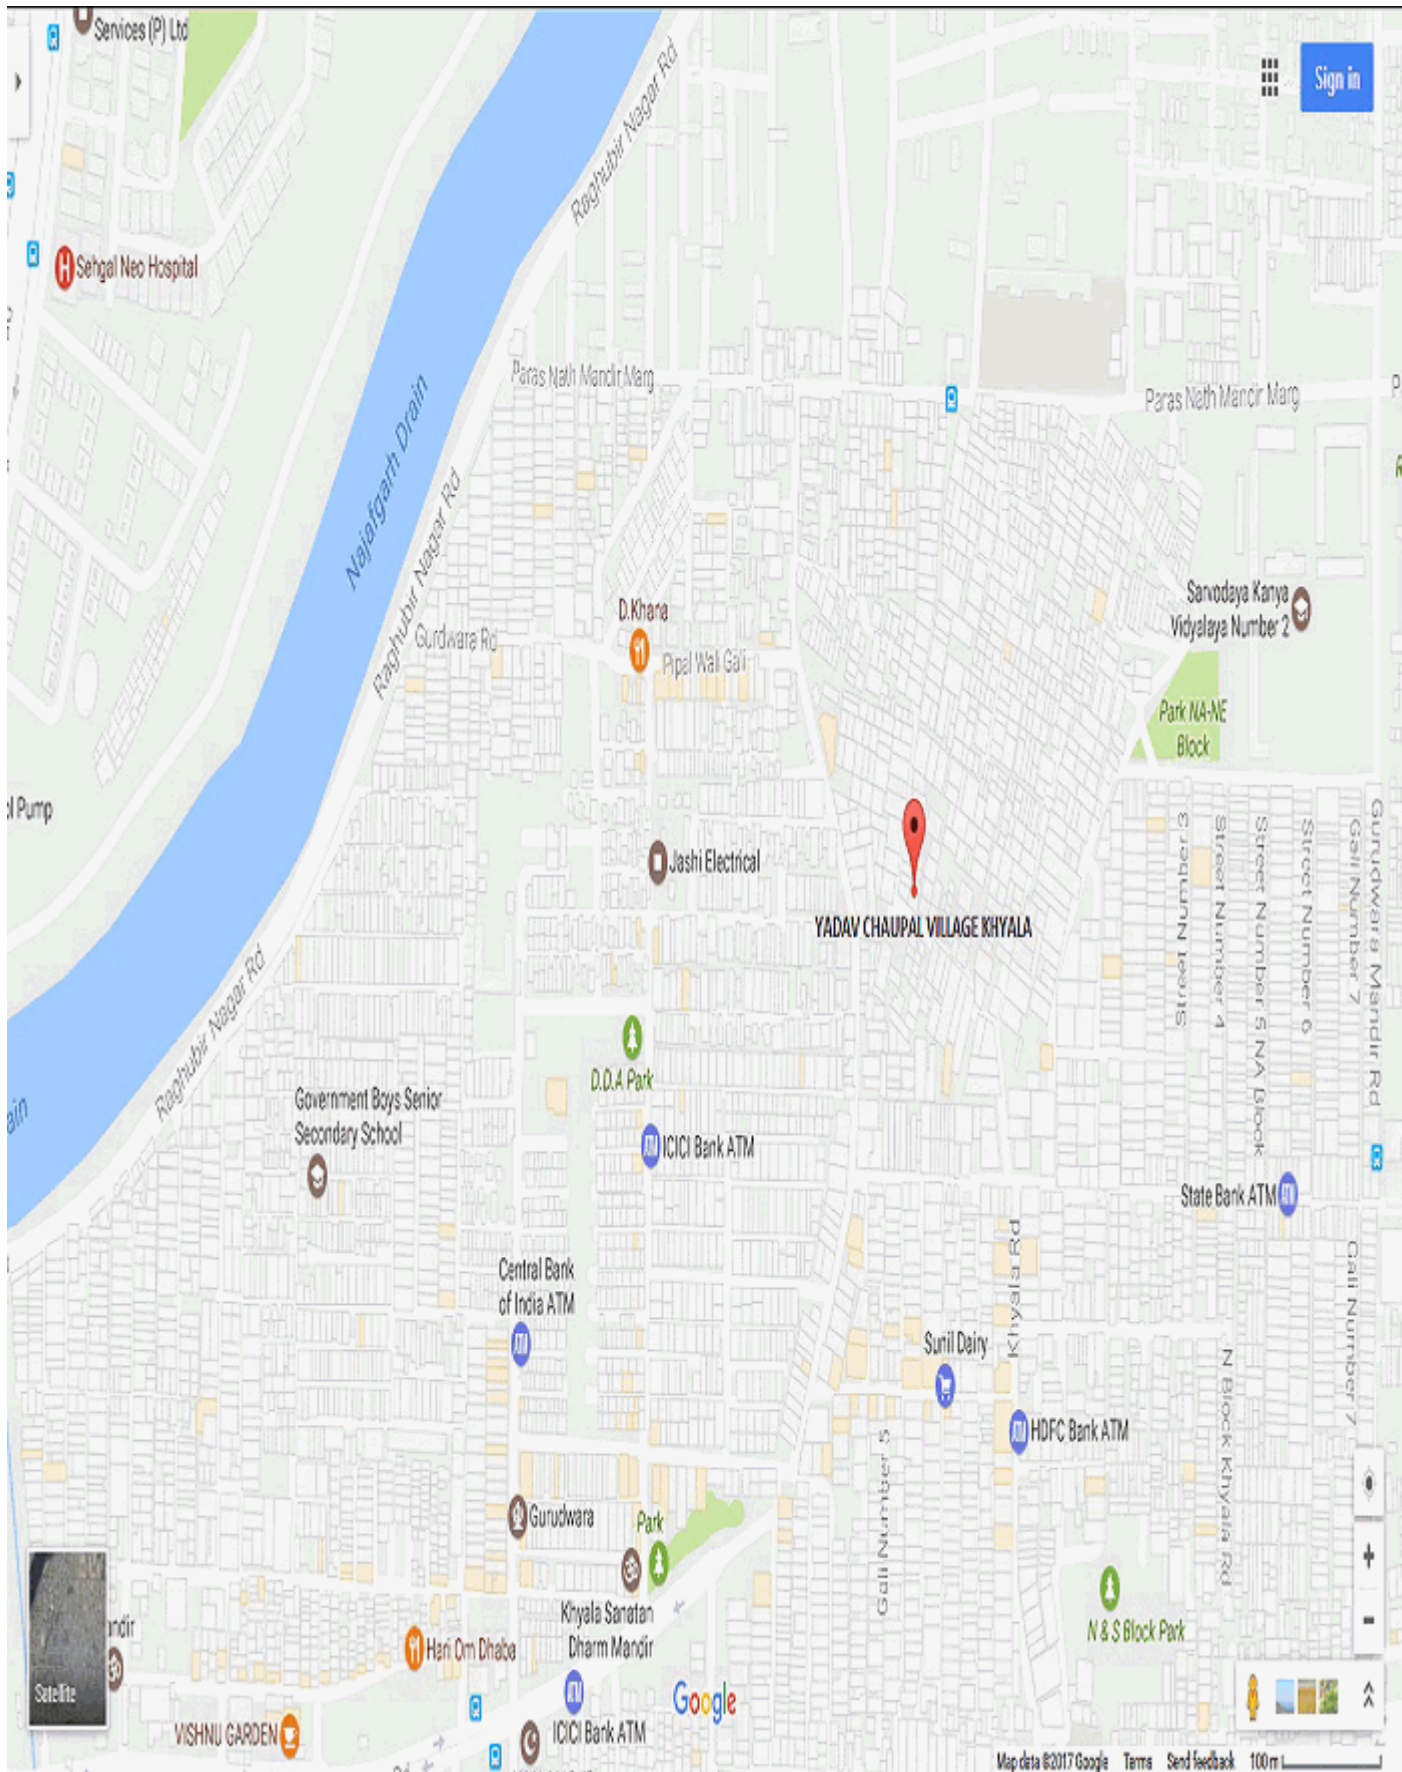 Services (P) Ltd
Sign in
Raghubir Nagar Rd
Sehgal Neo Hospital
Paras Nath Mandir Marg
Paras Nath Mandir Marg
Najafgarh Drain
Raghubir Nagar Rd
Sarvodaya Kanya
Vidyalaya Number 2
D.Khana
Gurdwara Rd
Pipal Wali Gali
Park NA-NE
Block
Pump
Jashi Electrical
YADAV CHAUPAL VILLAGE KHYALA
Street Number 3
Street Number 4
Street Number 5 NA Block
Street Number 6
Gali Number 7
Gurudwara Mandir Rd
Raghubir Nagar Rd
D.D.A Park
Government Boys Senior
Secondary School
ICICI Bank ATM
State Bank ATM
Central Bank
of India ATM
Khyala Rd
Gali Number 7
Sunil Dairy
N Block Khyala Rd
HDFC Bank ATM
Gali Number 5
Gurudwara
Park
Khyala Sanatan
Dharm Mandir
N & S Block Park
Hari Om Dhaba
Satellite
Google
VISHNU GARDEN
ICICI Bank ATM
Map data ©2017 Google Terms Send feedback 100 m